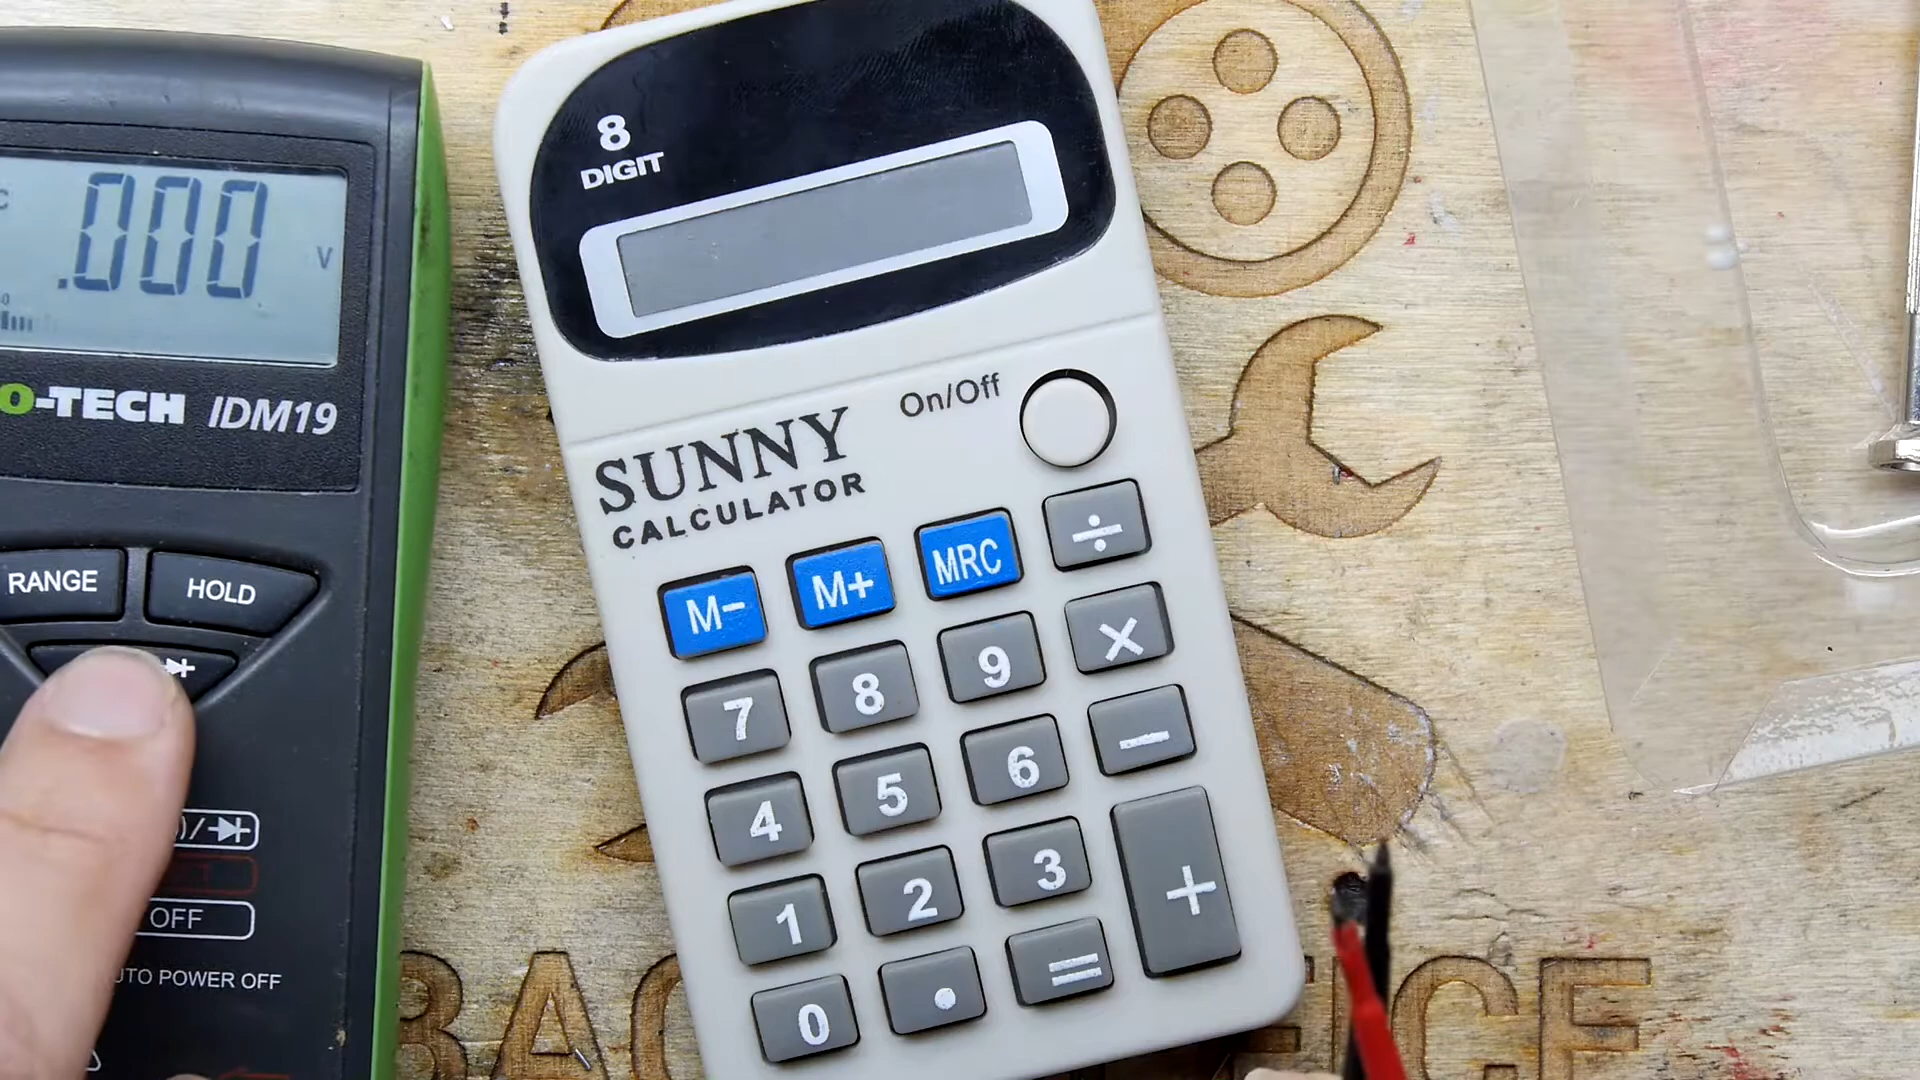 .000 V
O-TECH IDM19
RANGE
HOLD
OFF
UTO POWER OFF
8
DIGIT
On/Off
SUNNY
CALCULATOR
M− M+ MRC ÷
7 8 9 ×
4 5 6 −
1 2 3 +
0 . =